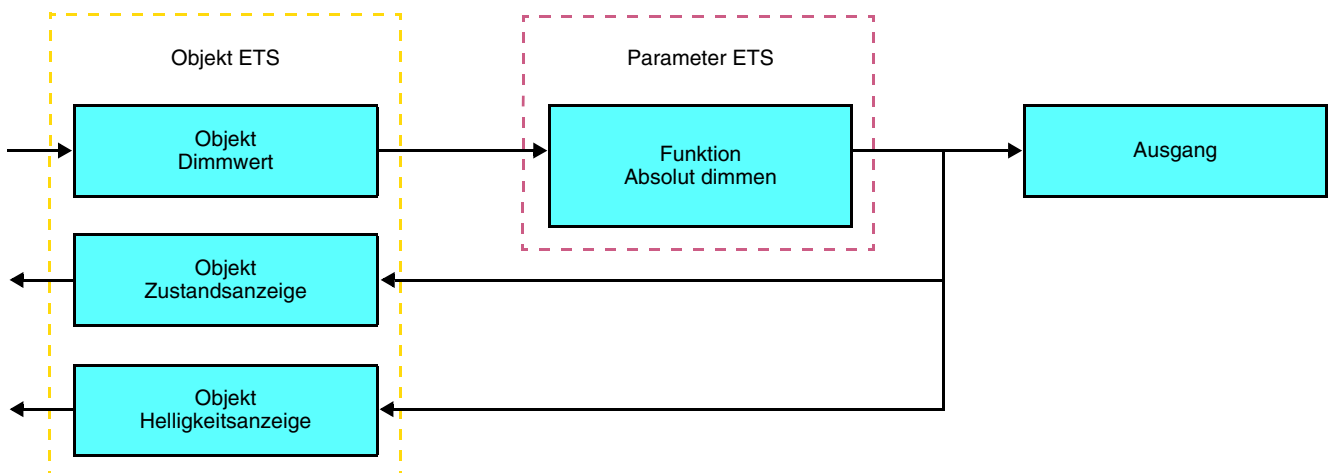 Objekt ETS
Parameter ETS
Objekt
Dimmwert
Funktion
Absolut dimmen
Ausgang
Objekt
Zustandsanzeige
Objekt
Helligkeitsanzeige